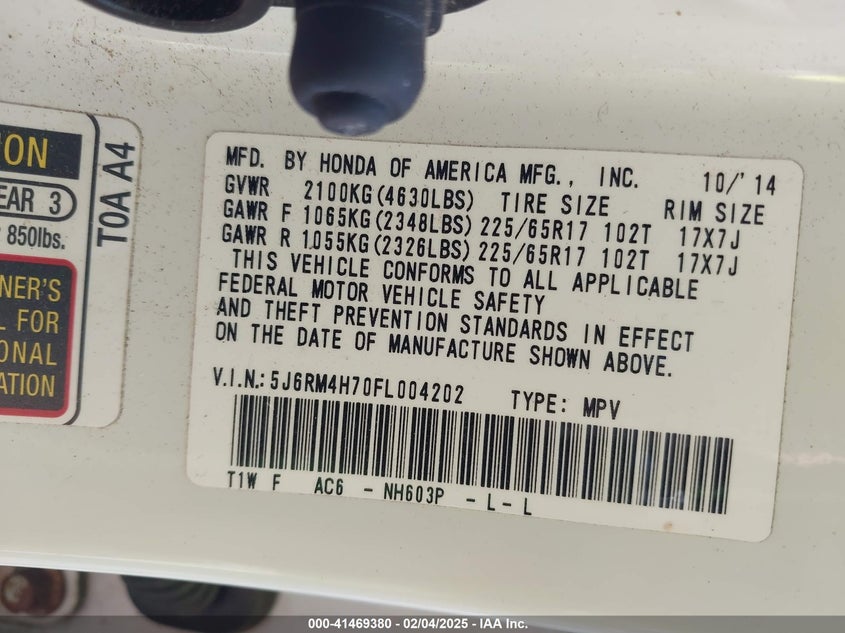 ON
EAR 3
850lbs.
NER'S
L FOR
ONAL
ATION
T0A A4
MFD. BY HONDA OF AMERICA MFG., INC. 10/'14
GVWR 2100KG(4630LBS) TIRE SIZE RIM SIZE
GAWR F 1065KG(2348LBS) 225/65R17 102T 17X7J
GAWR R 1055KG(2326LBS) 225/65R17 102T 17X7J
THIS VEHICLE CONFORMS TO ALL APPLICABLE
FEDERAL MOTOR VEHICLE SAFETY
AND THEFT PREVENTION STANDARDS IN EFFECT
ON THE DATE OF MANUFACTURE SHOWN ABOVE.
V.I.N.: 5J6RM4H70FL004202 TYPE: MPV
T1W F AC6 - NH603P - L - L
000-41469380 - 02/04/2025 - IAA Inc.